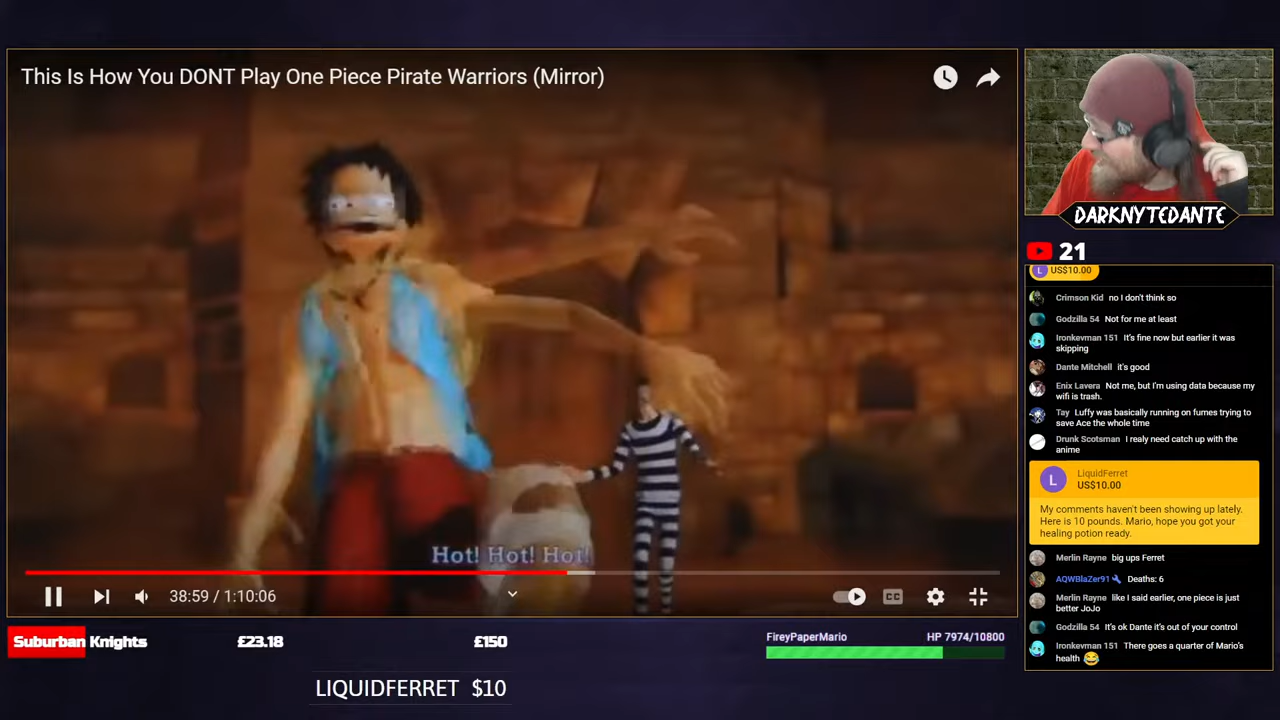 This Is How You DONT Play One Piece Pirate Warriors (Mirror)
Hot! Hot! Hot!
38:59 / 1:10:06
CC
DARKNYTEDANTE
21
L US$10.00
Crimson Kid no I don't think so
Godzilla 54 Not for me at least
Ironkevman 151 It's fine now but earlier it was
skipping
Dante Mitchell it's good
Enix Lavera Not me, but I'm using data because my
wifi is trash.
Tay Luffy was basically running on fumes trying to
save Ace the whole time
Drunk Scotsman I realy need catch up with the
anime
L
LiquidFerret
US$10.00
My comments haven't been showing up lately.
Here is 10 pounds. Mario, hope you got your
healing potion ready.
Merlin Rayne big ups Ferret
AQWBlaZer91 Deaths: 6
Merlin Rayne like I said earlier, one piece is just
better JoJo
Godzilla 54 It's ok Dante it's out of your control
Ironkevman 151 There goes a quarter of Mario's
health 😂
Suburban Knights £23.18 £150
FireyPaperMario HP 7974/10800
LIQUIDFERRET $10